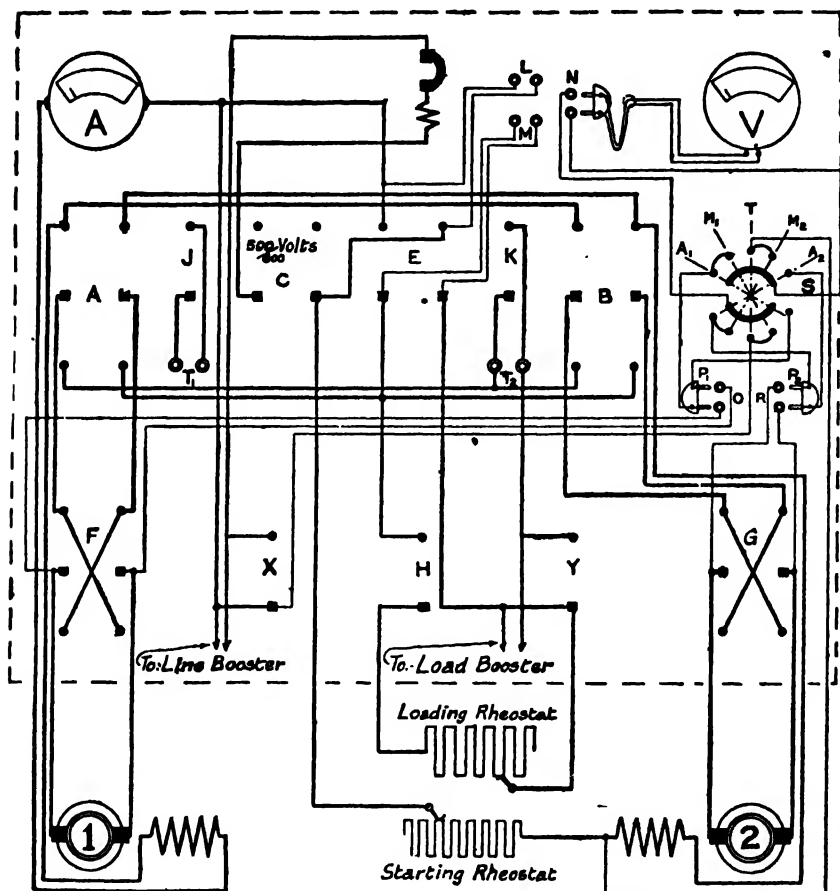 A
L
N
M
V
J
500 Volts
600
C
E
K
A
B
M₁
T
M₂
A₁
A₂
S
T₁
T₂
P₁
O
R
P₂
F
X
H
Y
G
To:Line Booster
To:-Load Booster
Loading Rheostat
1
2
Starting Rheostat